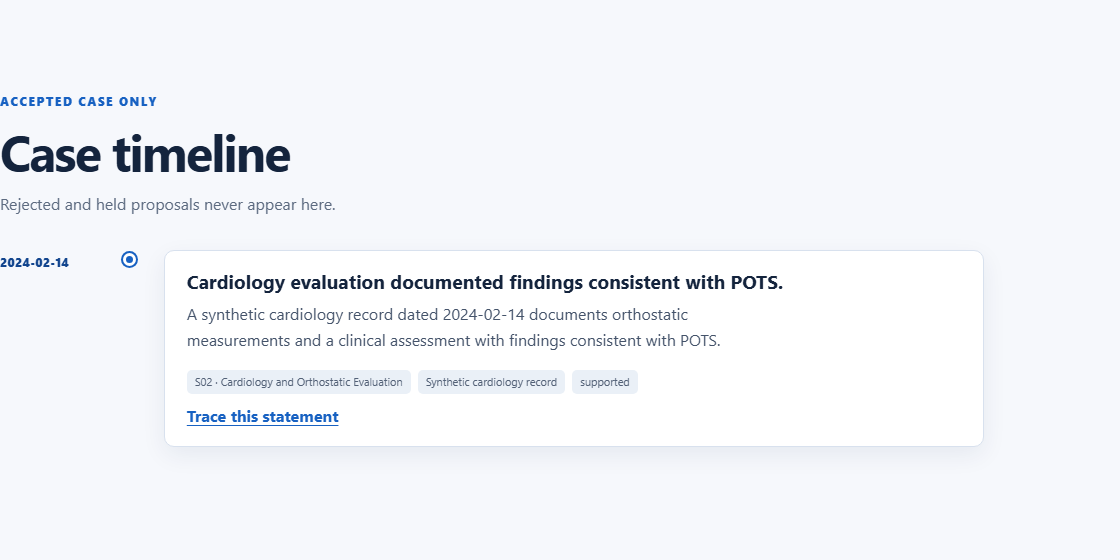 ACCEPTED CASE ONLY
Case timeline
Rejected and held proposals never appear here.
2024-02-14
Cardiology evaluation documented findings consistent with POTS.
A synthetic cardiology record dated 2024-02-14 documents orthostatic
measurements and a clinical assessment with findings consistent with POTS.
S02 · Cardiology and Orthostatic Evaluation
Synthetic cardiology record
supported
Trace this statement